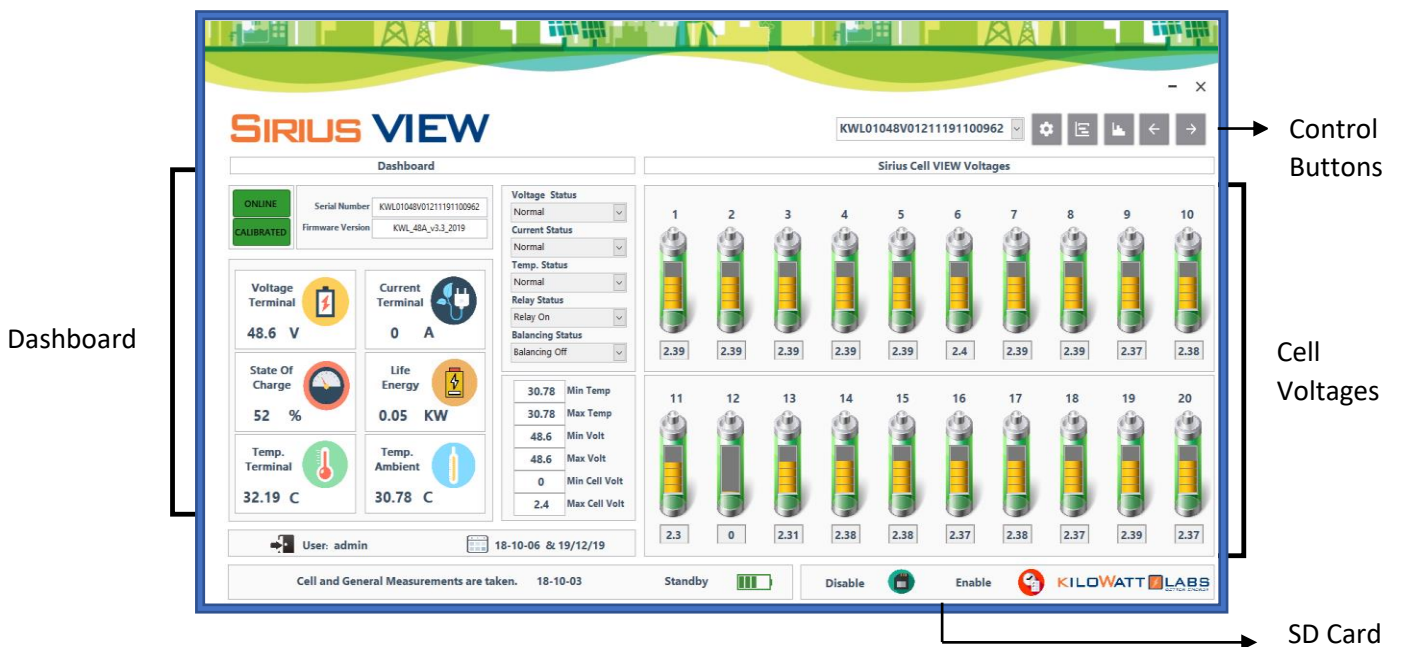 SIRIUS VIEW
KWL01048V01211191100962
Control
Buttons
Dashboard
Sirius Cell VIEW Voltages
ONLINE
CALIBRATED
Serial Number KWL01048V01211191100962
Firmware Version KWL_48A_v3.3_2019
Voltage Status
Normal
Current Status
Normal
Temp. Status
Normal
Relay Status
Relay On
Balancing Status
Balancing Off
Voltage
Terminal
48.6 V
Current
Terminal
0 A
State Of
Charge
52 %
Life
Energy
0.05 KW
Temp.
Terminal
32.19 C
Temp.
Ambient
30.78 C
30.78 Min Temp
30.78 Max Temp
48.6 Min Volt
48.6 Max Volt
0 Min Cell Volt
2.4 Max Cell Volt
User: admin
18-10-06 & 19/12/19
1 2 3 4 5 6 7 8 9 10
2.39 2.39 2.39 2.39 2.39 2.4 2.39 2.39 2.37 2.38
11 12 13 14 15 16 17 18 19 20
2.3 0 2.31 2.38 2.38 2.37 2.38 2.37 2.39 2.37
Dashboard
Cell
Voltages
Cell and General Measurements are taken. 18-10-03
Standby
Disable
Enable
KILOWATT LABS
SD Card